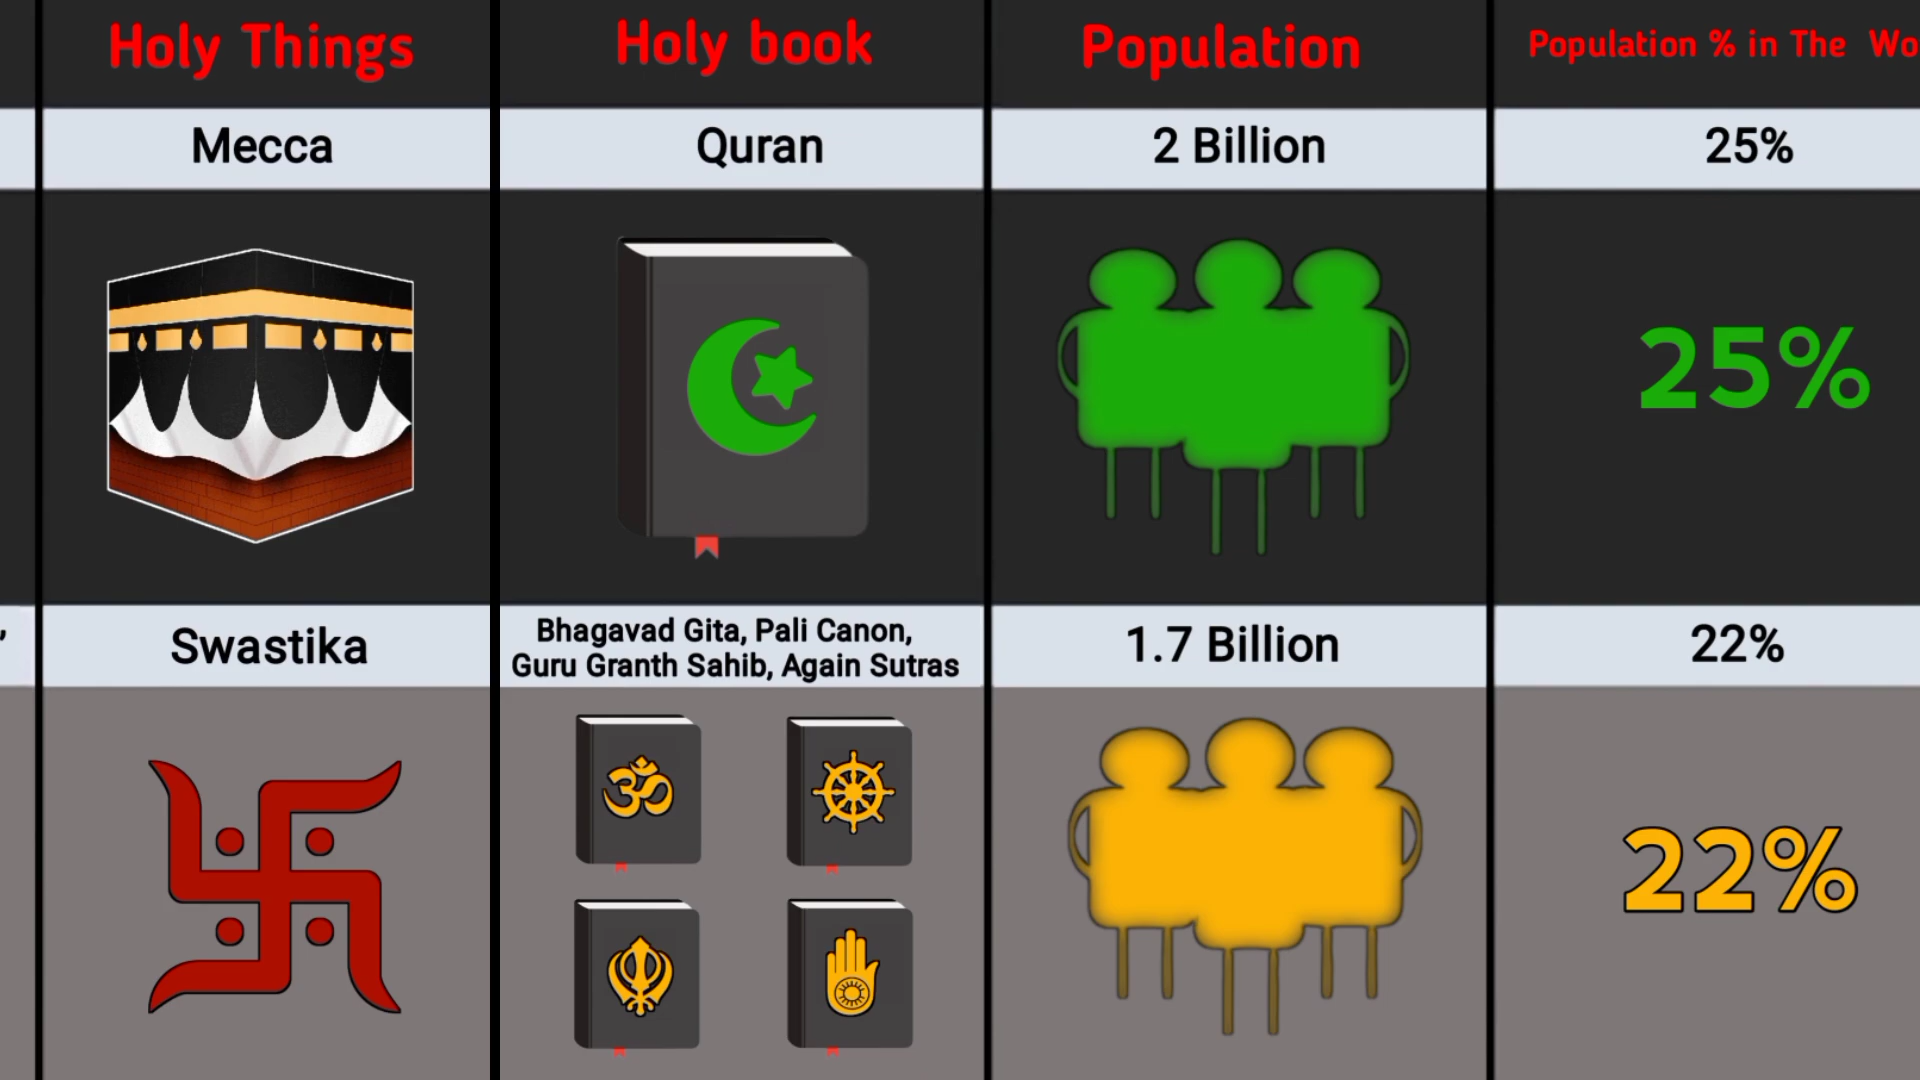 Holy Things
Holy book
Population
Population % in The Wo
Mecca
Quran
2 Billion
25%
25%
’
Swastika
Bhagavad Gita, Pali Canon,
Guru Granth Sahib, Again Sutras
1.7 Billion
22%
ॐ
22%